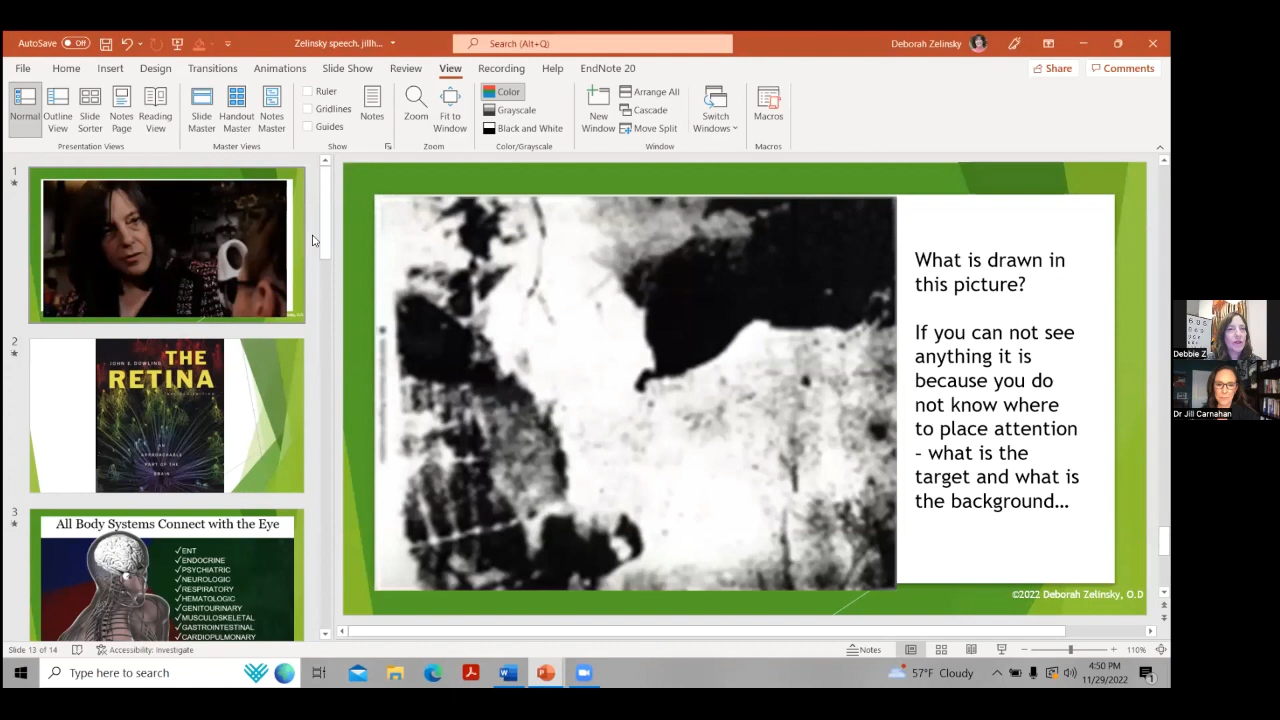 AutoSave Off
Zelinsky speech. jillh...
Search (Alt+Q)
Deborah Zelinsky
File Home Insert Design Transitions Animations Slide Show Review View Recording Help EndNote 20
Share Comments
Normal Outline View Slide Sorter Notes Page Reading View
Presentation Views
Slide Master Handout Master Notes Master
Master Views
Ruler
Gridlines
Guides
Show
Notes
Zoom Fit to Window
Zoom
Color
Grayscale
Black and White
Color/Grayscale
New Window
Arrange All
Cascade
Move Split
Switch Windows
Window
Macros
Macros
1
2
JOHN E. DOWLING
THE
RETINA
REVISED EDITION
AN
APPROACHABLE
PART OF THE
BRAIN
3
All Body Systems Connect with the Eye
✓ENT
✓ENDOCRINE
✓PSYCHIATRIC
✓NEUROLOGIC
✓RESPIRATORY
✓HEMATOLOGIC
✓GENITOURINARY
✓MUSCULOSKELETAL
✓GASTROINTESTINAL
✓CARDIOPULMONARY
What is drawn in
this picture?
If you can not see
anything it is
because you do
not know where
to place attention
- what is the
target and what is
the background...
©2022 Deborah Zelinsky, O.D
Debbie Z
Dr Jill Carnahan
Slide 13 of 14
Accessibility: Investigate
Notes
110%
Type here to search
57°F Cloudy
4:50 PM
11/29/2022
1